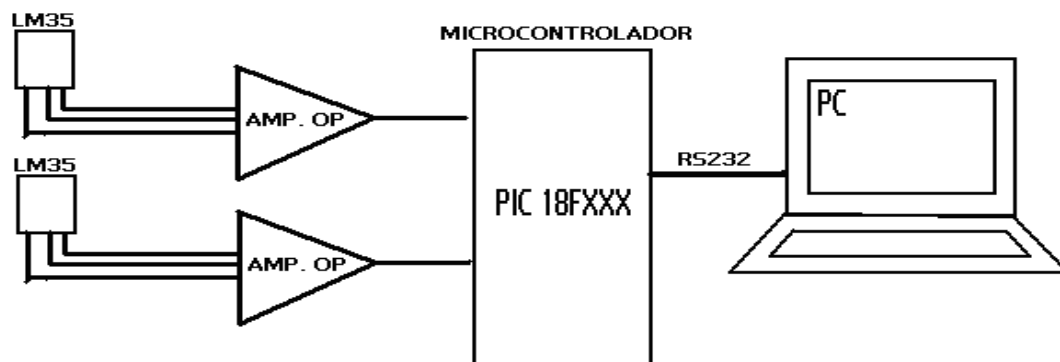 LM35
AMP. OP
LM35
AMP. OP
MICROCONTROLADOR
PIC 18FXXX
RS232
PC